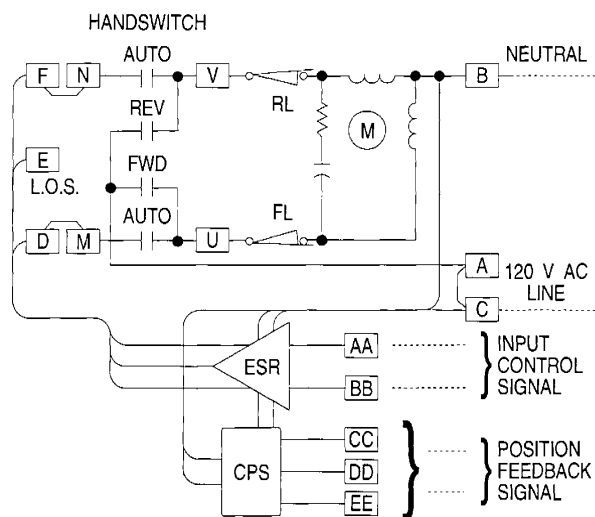 HANDSWITCH
AUTO
F N V B NEUTRAL
REV RL M
E
L.O.S.
FWD
AUTO FL
D M U
A 120 V AC
C LINE
ESR AA INPUT
CONTROL
BB SIGNAL
CPS CC
DD POSITION
FEEDBACK
EE SIGNAL